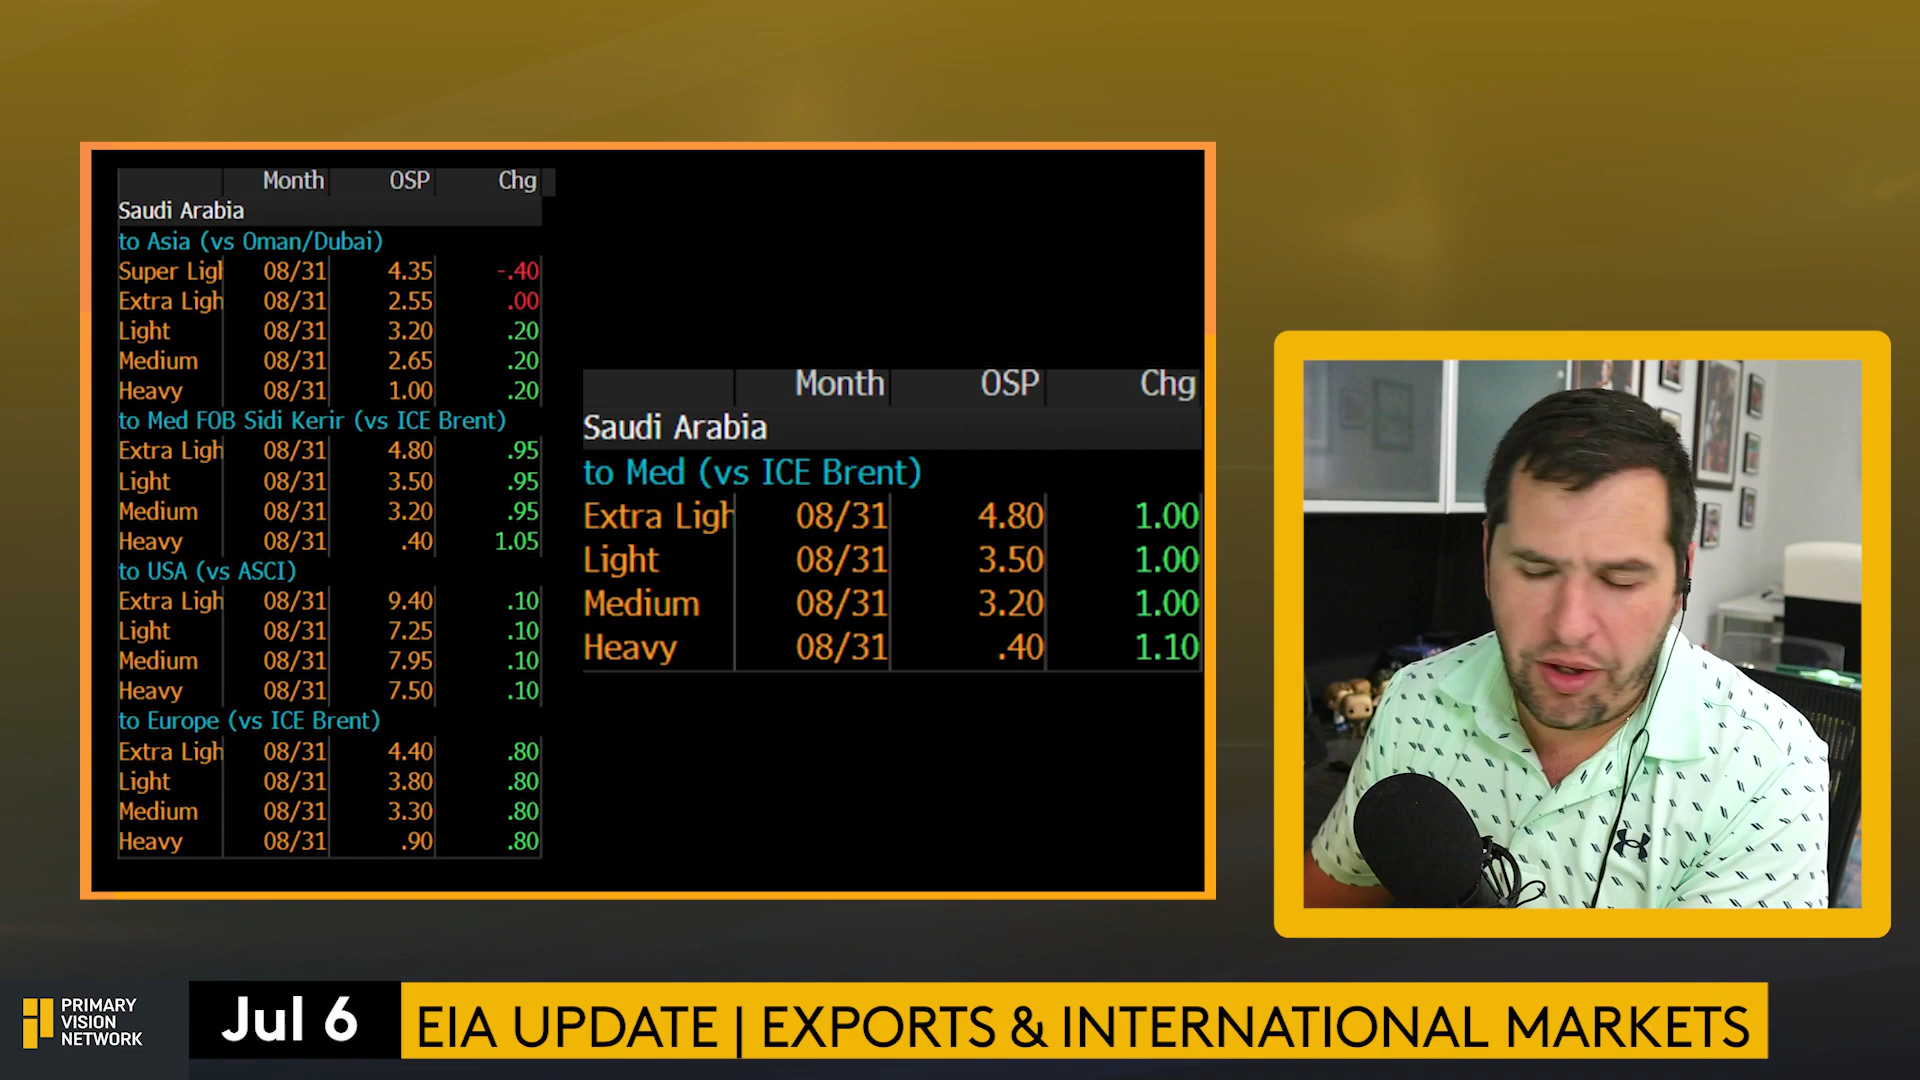 Month OSP Chg
Saudi Arabia
to Asia (vs Oman/Dubai)
Super Ligh 08/31 4.35 -.40
Extra Ligh 08/31 2.55 .00
Light 08/31 3.20 .20
Medium 08/31 2.65 .20
Heavy 08/31 1.00 .20
to Med FOB Sidi Kerir (vs ICE Brent)
Extra Ligh 08/31 4.80 .95
Light 08/31 3.50 .95
Medium 08/31 3.20 .95
Heavy 08/31 .40 1.05
to USA (vs ASCI)
Extra Ligh 08/31 9.40 .10
Light 08/31 7.25 .10
Medium 08/31 7.95 .10
Heavy 08/31 7.50 .10
to Europe (vs ICE Brent)
Extra Ligh 08/31 4.40 .80
Light 08/31 3.80 .80
Medium 08/31 3.30 .80
Heavy 08/31 .90 .80
Month OSP Chg
Saudi Arabia
to Med (vs ICE Brent)
Extra Ligh 08/31 4.80 1.00
Light 08/31 3.50 1.00
Medium 08/31 3.20 1.00
Heavy 08/31 .40 1.10
PRIMARY
VISION
NETWORK
Jul 6
EIA UPDATE | EXPORTS & INTERNATIONAL MARKETS